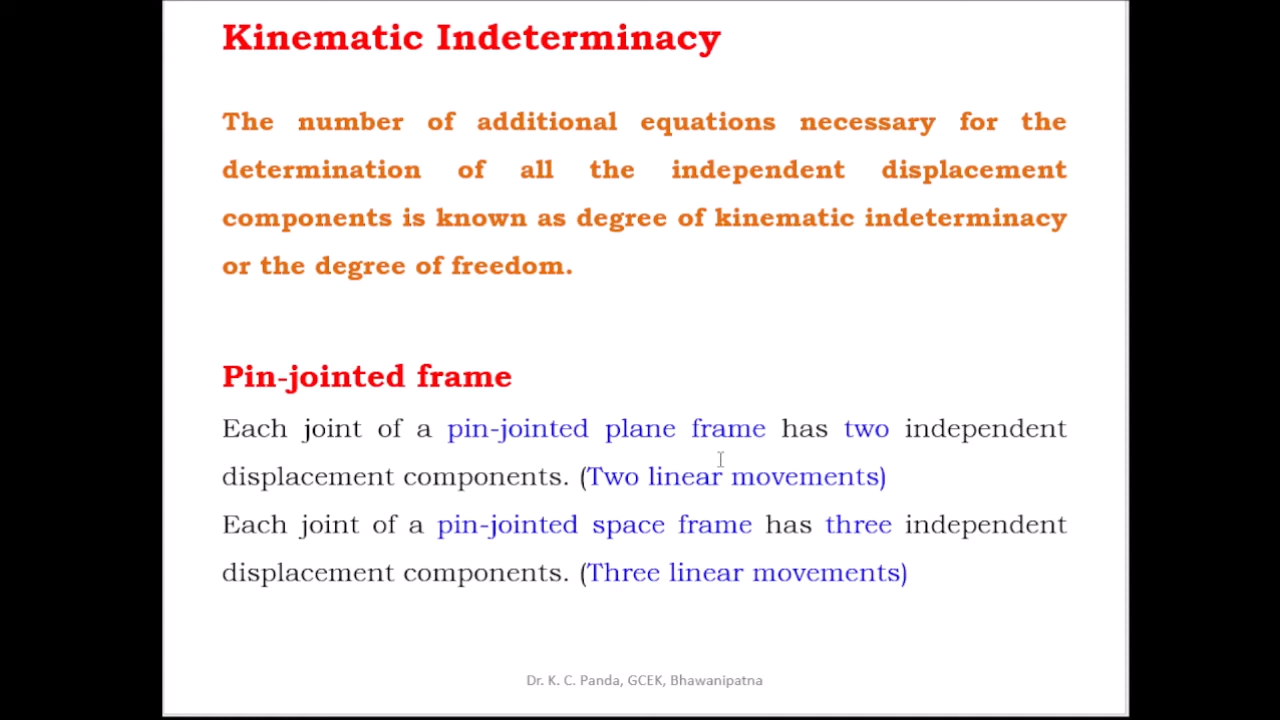 Kinematic Indeterminacy
The number of additional equations necessary for the
determination of all the independent displacement
components is known as degree of kinematic indeterminacy
or the degree of freedom.
Pin-jointed frame
Each joint of a pin-jointed plane frame has two independent
displacement components. (Two linear movements)
Each joint of a pin-jointed space frame has three independent
displacement components. (Three linear movements)
Dr. K. C. Panda, GCEK, Bhawanipatna